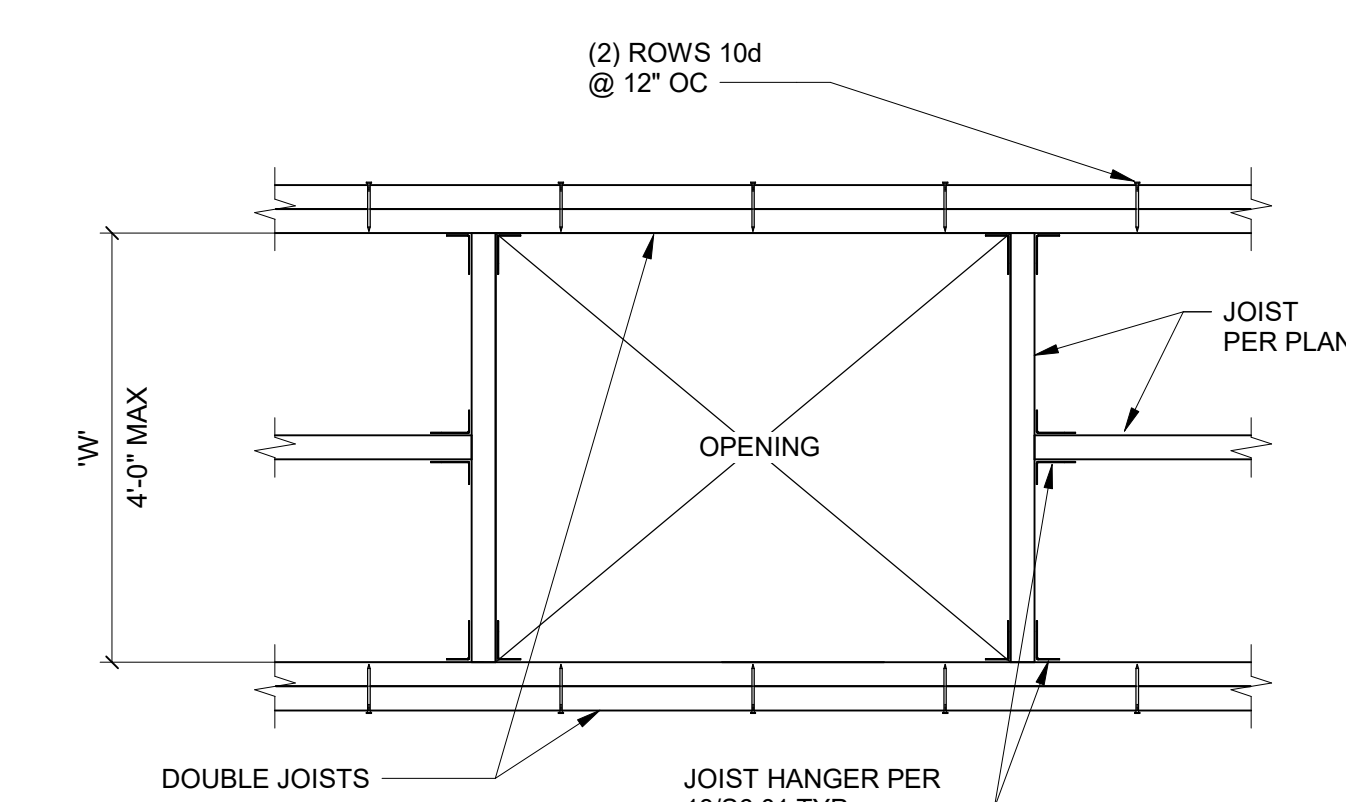 (2) ROWS 10d
@ 12" OC
JOIST
PER PLAN
'W'
4'-0" MAX
OPENING
DOUBLE JOISTS
JOIST HANGER PER